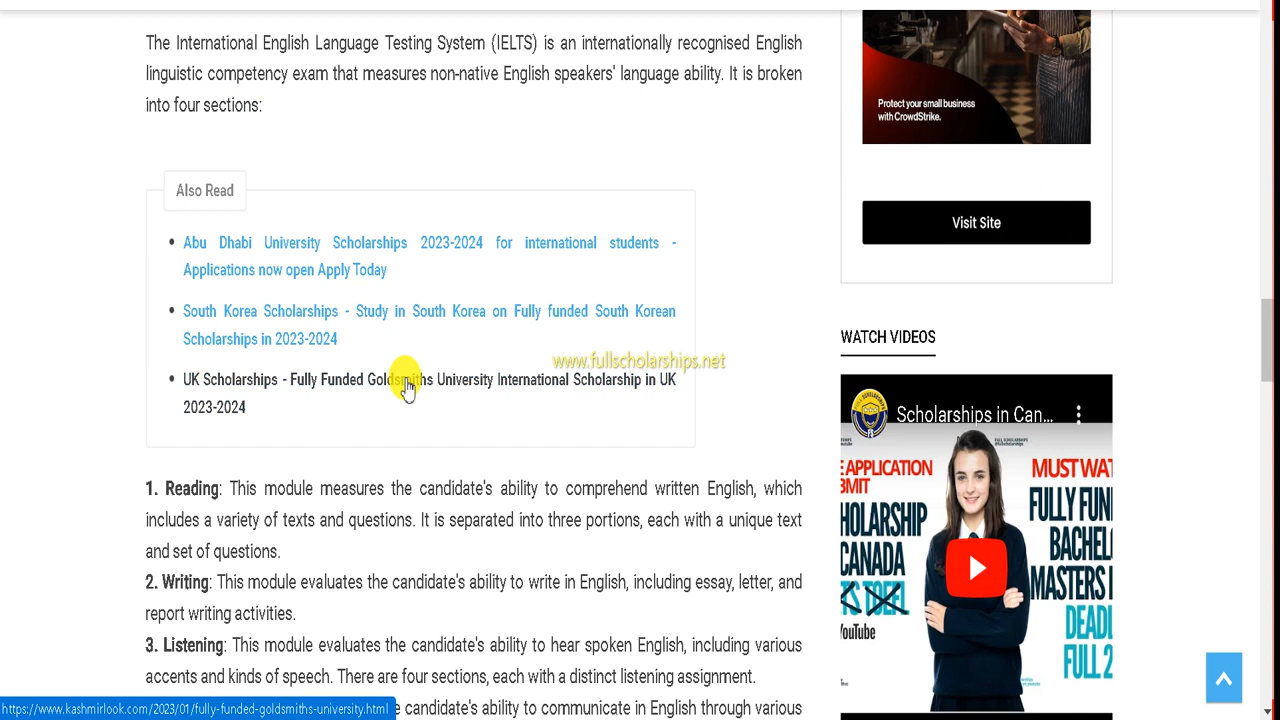 The International English Language Testing System (IELTS) is an internationally recognised English
linguistic competency exam that measures non-native English speakers' language ability. It is broken
into four sections:
Also Read
Abu Dhabi University Scholarships 2023-2024 for international students -
Applications now open Apply Today
South Korea Scholarships - Study in South Korea on Fully funded South Korean
Scholarships in 2023-2024
UK Scholarships - Fully Funded Goldsmiths University International Scholarship in UK
2023-2024
www.fullscholarships.net
1. Reading: This module measures the candidate's ability to comprehend written English, which
includes a variety of texts and questions. It is separated into three portions, each with a unique text
and set of questions.
2. Writing: This module evaluates the candidate's ability to write in English, including essay, letter, and
report writing activities.
3. Listening: This module evaluates the candidate's ability to hear spoken English, including various
accents and kinds of speech. There are four sections, each with a distinct listening assignment.
e candidate's ability to communicate in English through various
https://www.kashmirlook.com/2023/01/fully-funded-goldsmiths-university.html
Protect your small business
with CrowdStrike.
Visit Site
WATCH VIDEOS
Scholarships in Can...
E APPLICATION
BMIT
HOLARSHIP
CANADA
TS TOEFL
YouTube
MUST WAT
FULLY FUN
BACHEL
MASTERS I
DEADL
FULL 2